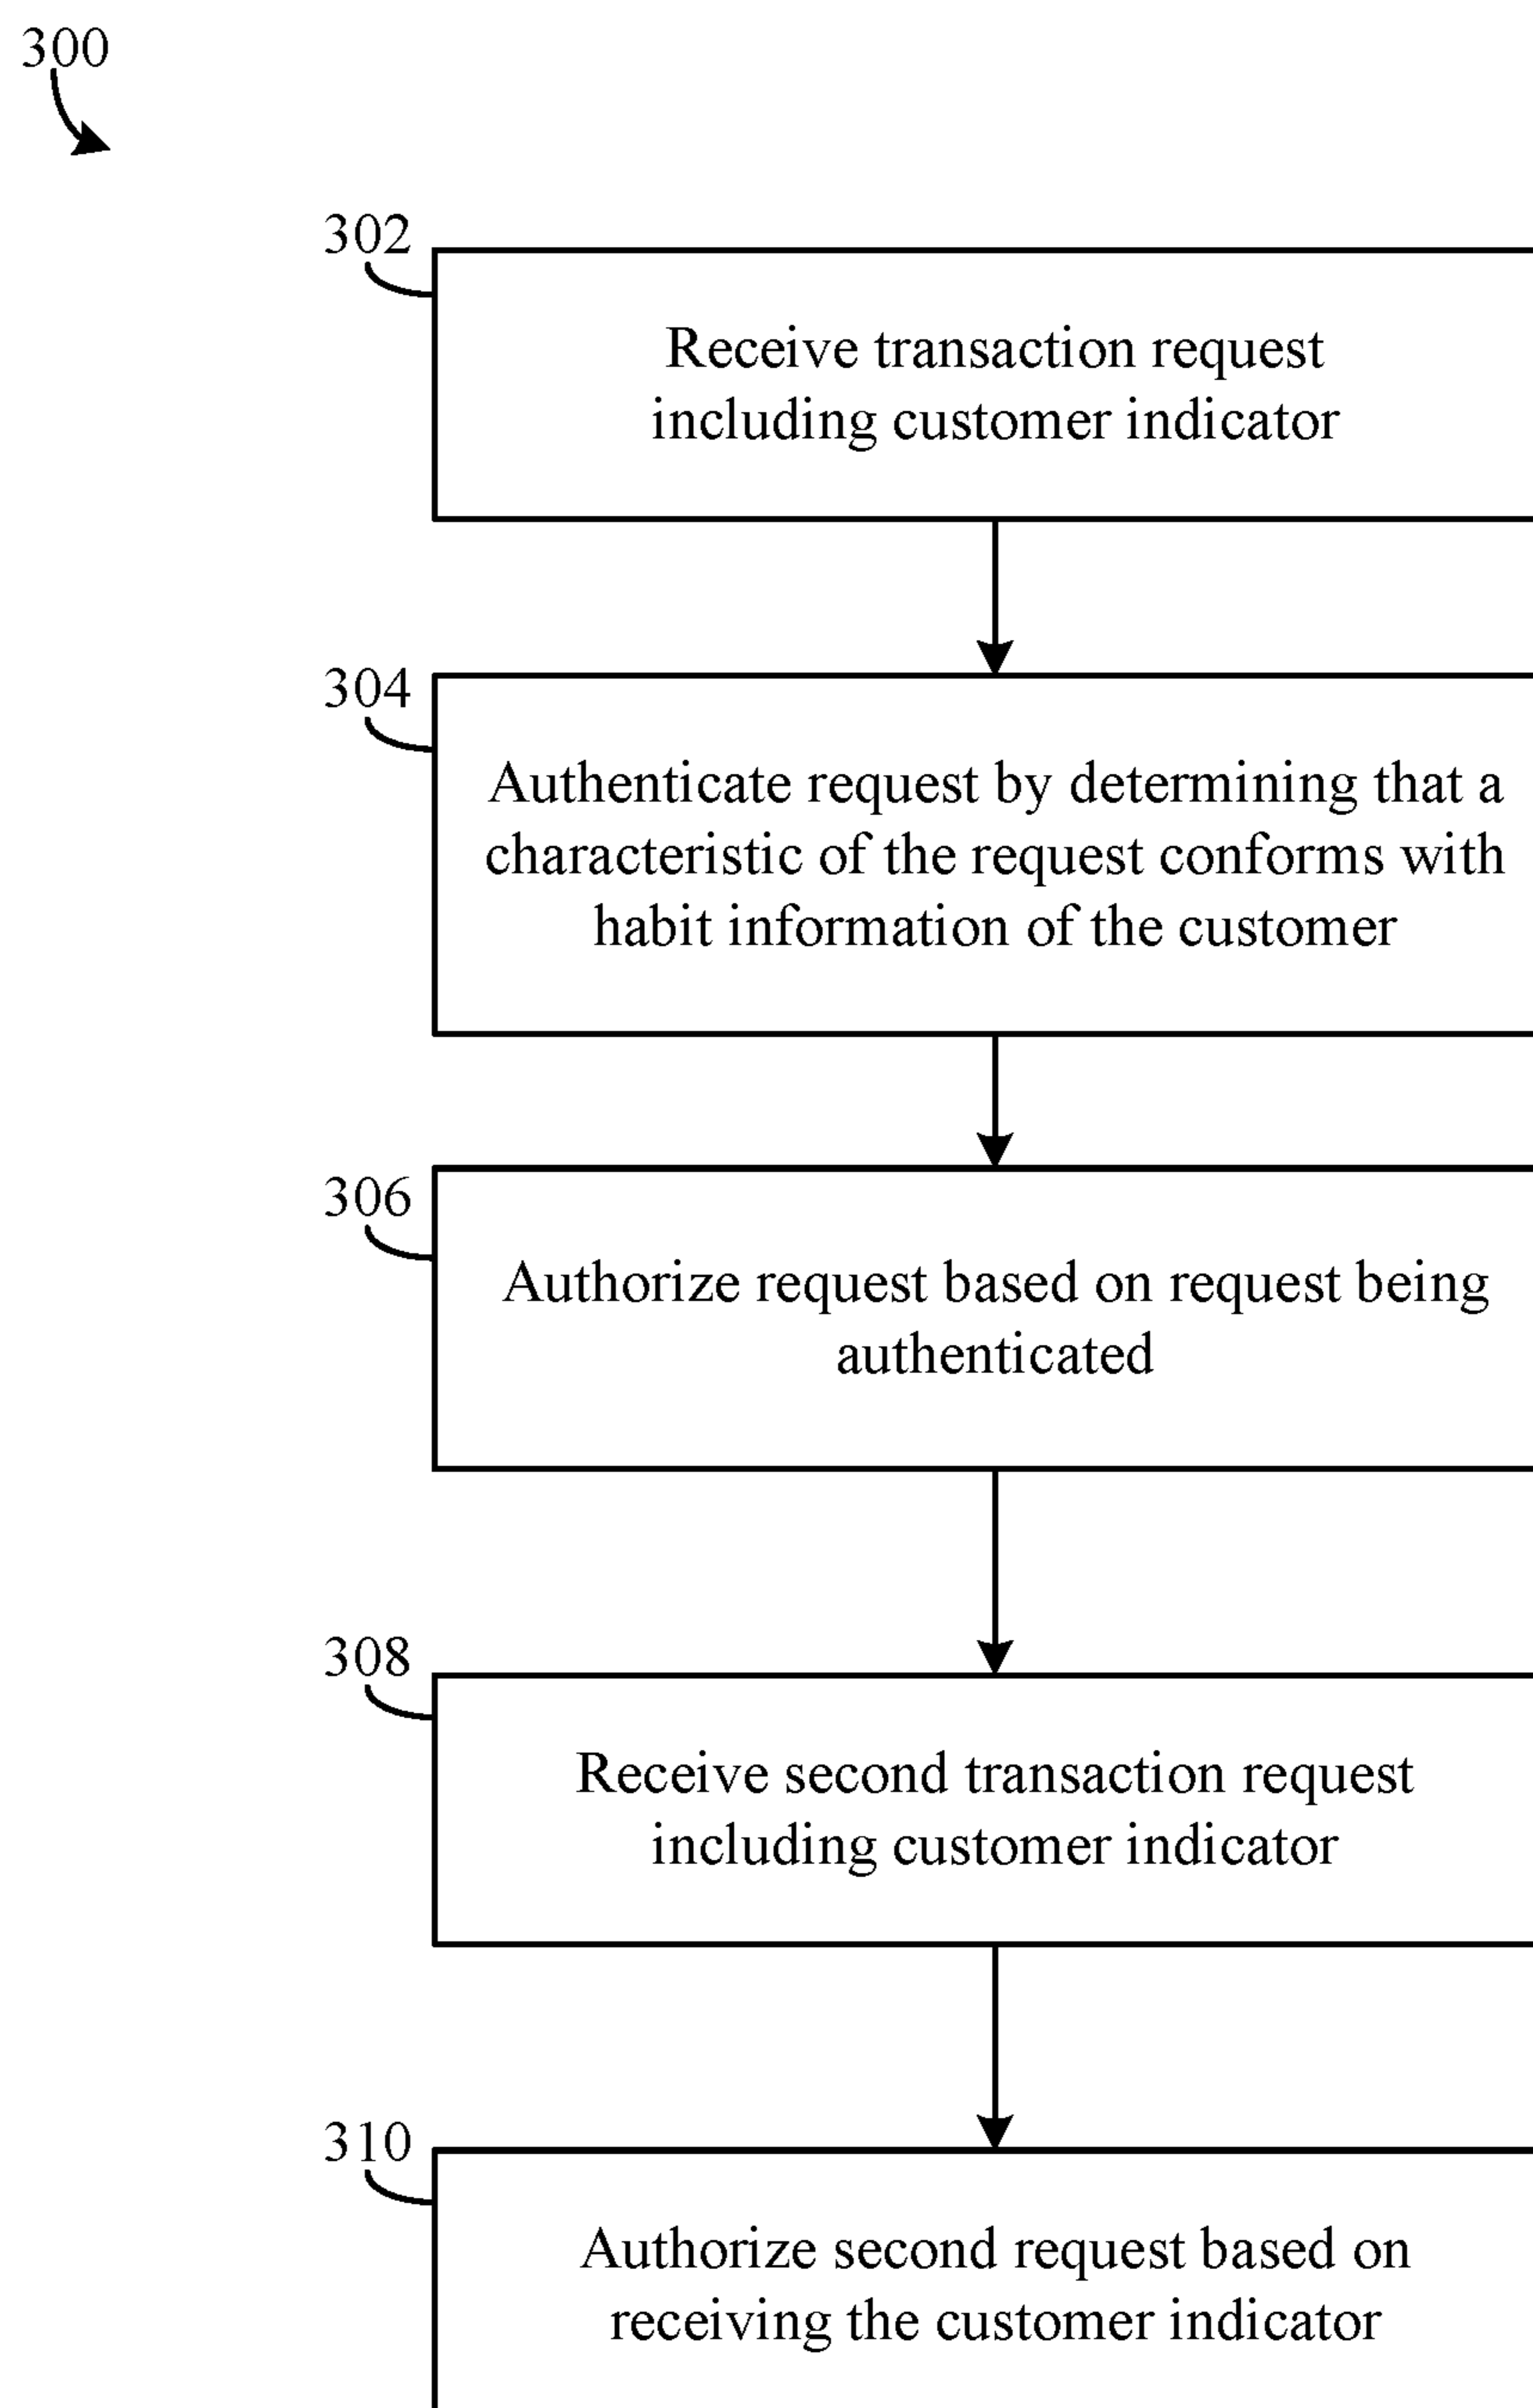 300
302
Receive transaction request
including customer indicator
304
Authenticate request by determining that a
characteristic of the request conforms with
habit information of the customer
306
Authorize request based on request being
authenticated
308
Receive second transaction request
including customer indicator
310
Authorize second request based on
receiving the customer indicator